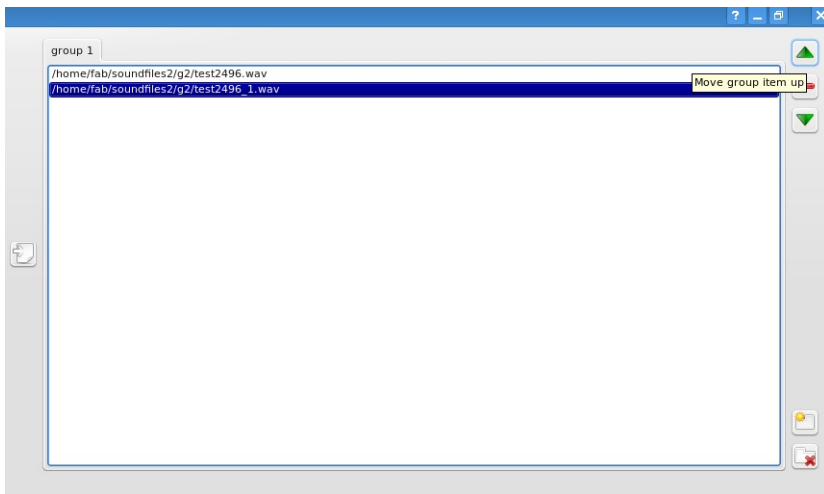 group 1
/home/fab/soundfiles2/g2/test2496.wav
Move group item up
/home/fab/soundfiles2/g2/test2496_1.wav